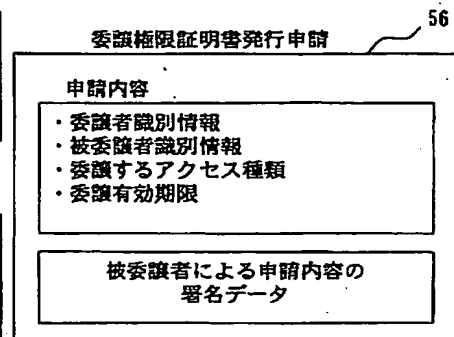 56
委譲権限証明書発行申請
申請内容
・委譲者識別情報
・被委譲者識別情報
・委譲するアクセス種類
・委譲有効期限
被委譲者による申請内容の
署名データ